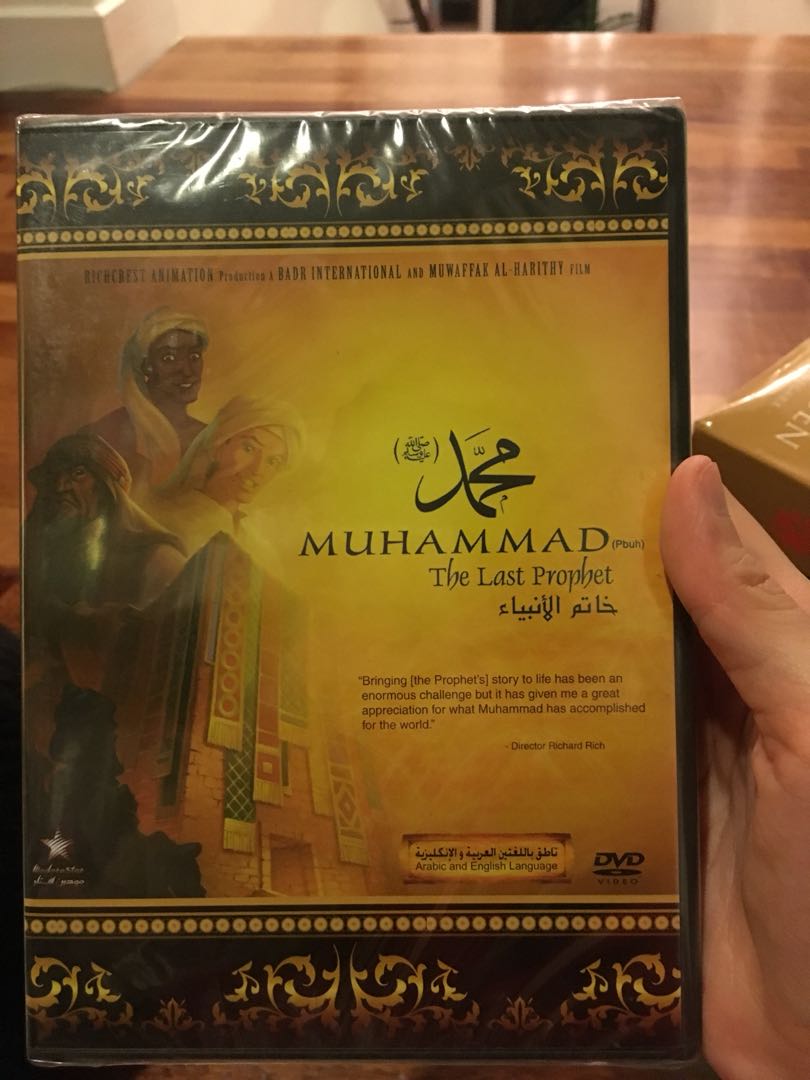 RICHCREST ANIMATION Production A BADR INTERNATIONAL AND MUWAFFAK AL-HARITHY FILM
(صلى الله عليه وسلم) محمد
MUHAMMAD (Pbuh)
The Last Prophet
خاتم الأنبياء
"Bringing [the Prophet's] story to life has been an
enormous challenge but it has given me a great
appreciation for what Muhammad has accomplished
for the world."
- Director Richard Rich
ناطق باللغتين العربية و الإنكليزية
Arabic and English Language
DVD
VIDEO